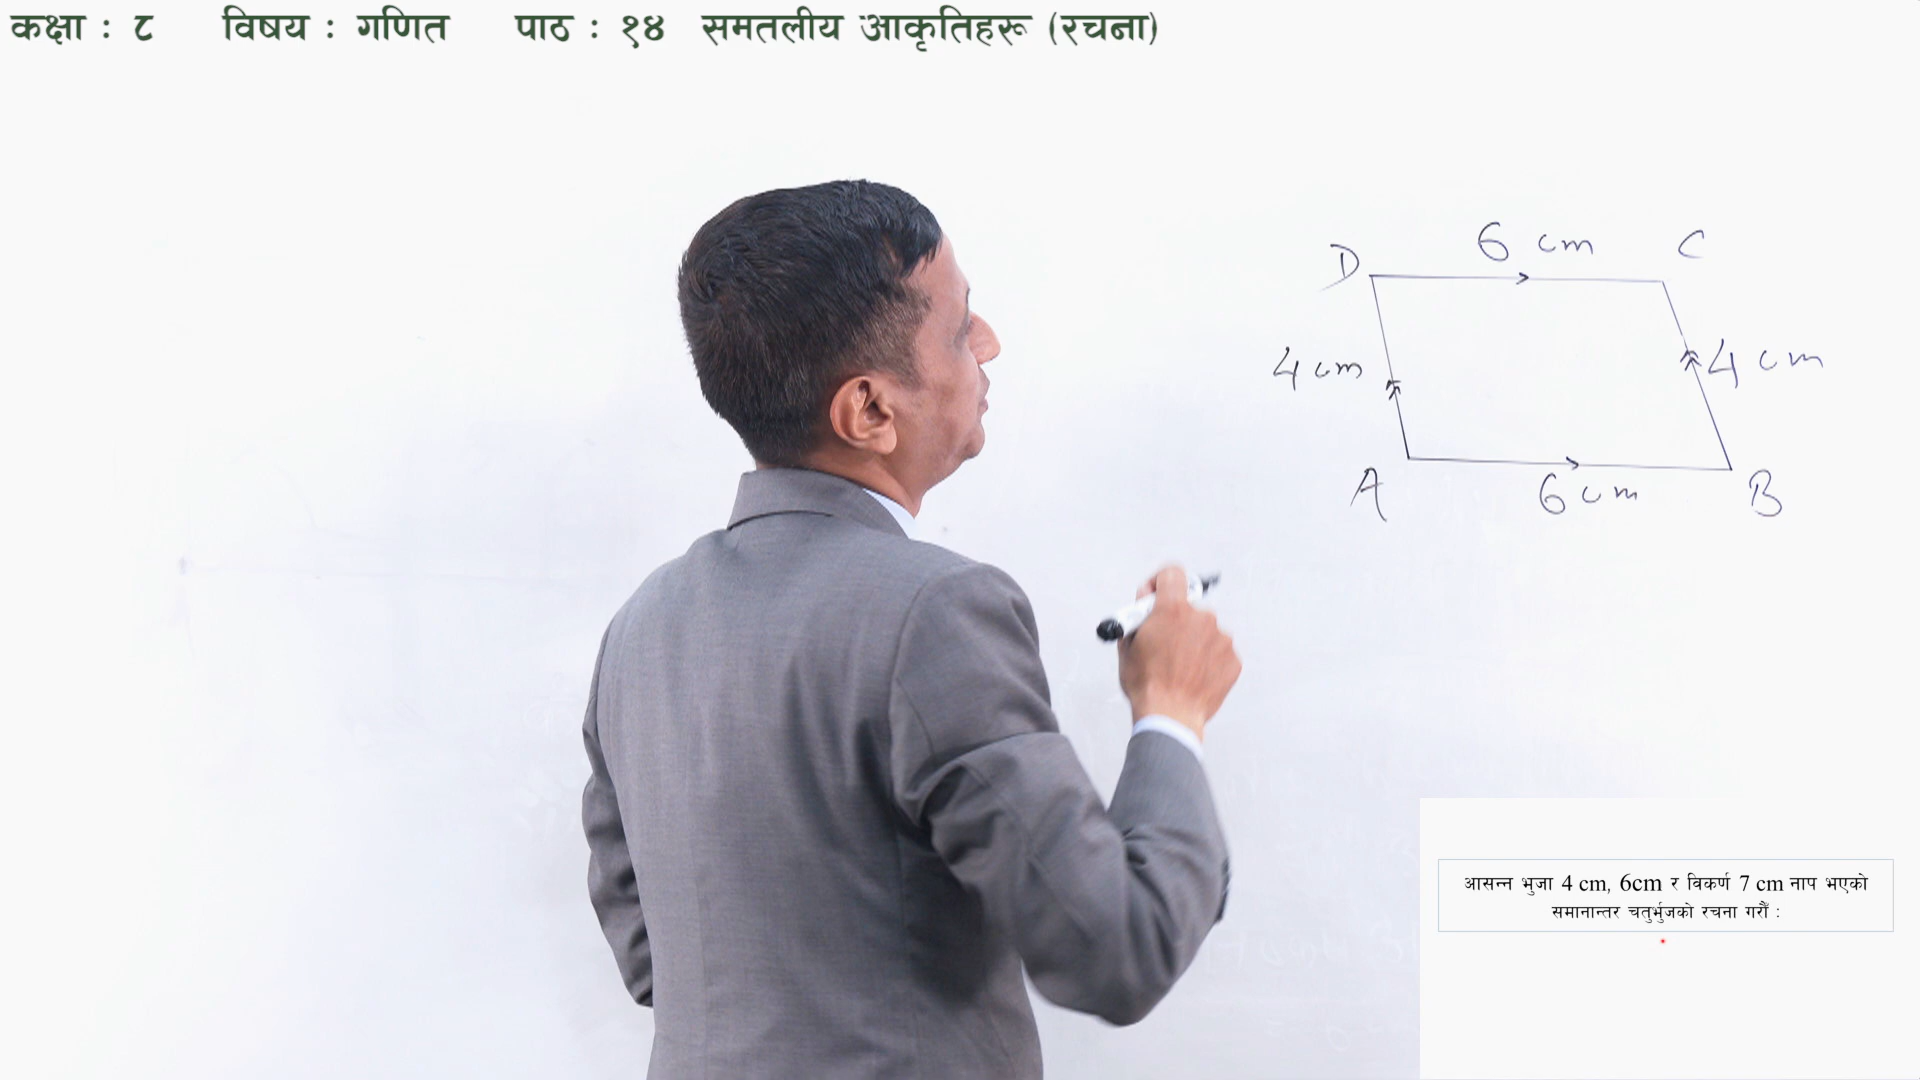 कक्षा : ८ विषय : गणित पाठ : १४ समतलीय आकृतिहरू (रचना)
D 6 cm C
4 cm 4 cm
A 6 cm B
आसन्न भुजा 4 cm, 6cm र विकर्ण 7 cm नाप भएको
समानान्तर चतुर्भुजको रचना गरौँ :